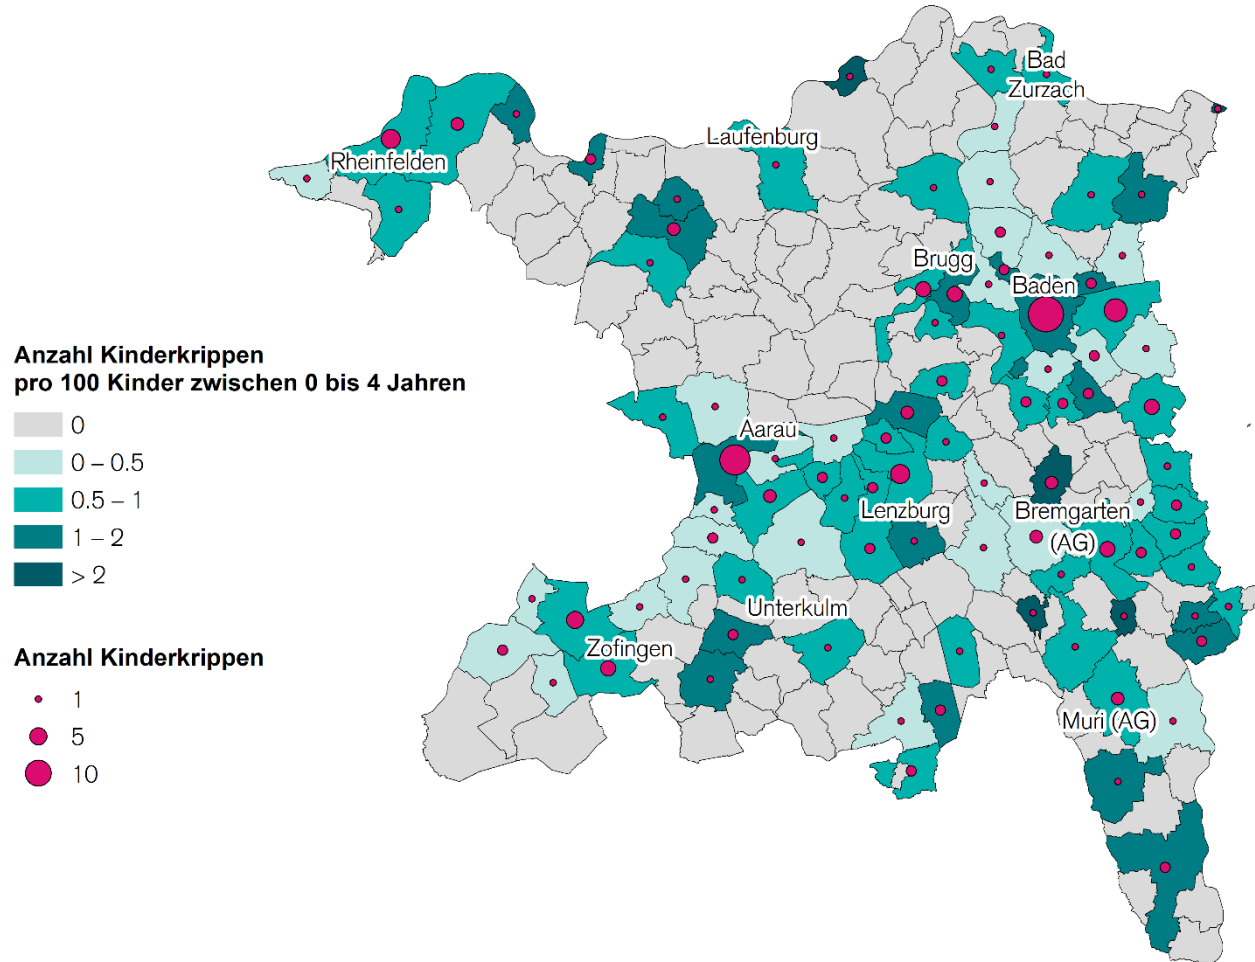 Bad
Zurzach
Laufenburg
Rheinfelden
Brugg
Baden
Anzahl Kinderkrippen
pro 100 Kinder zwischen 0 bis 4 Jahren
0
0 – 0.5
0.5 – 1
1 – 2
> 2
Aarau
Lenzburg
Bremgarten
(AG)
Unterkulm
Zofingen
Muri (AG)
Anzahl Kinderkrippen
1
5
10